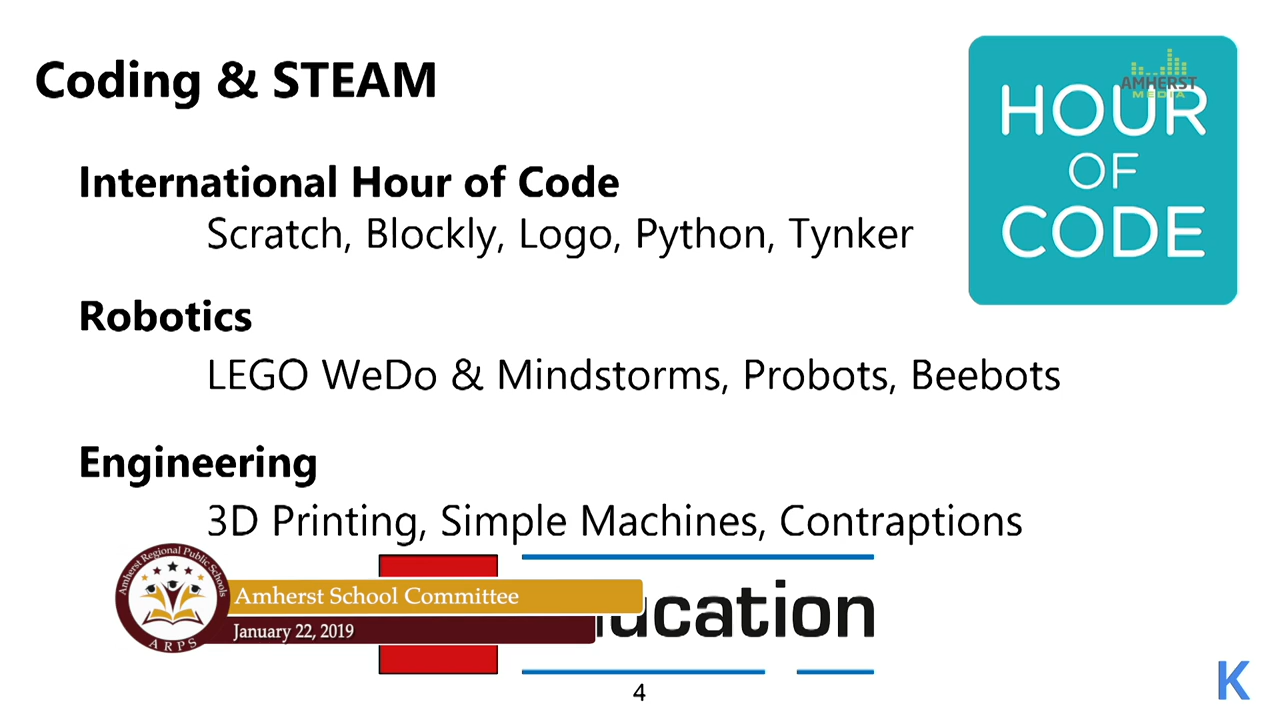 Coding & STEAM
AMHERST
MEDIA
HOUR
OF
CODE
International Hour of Code
Scratch, Blockly, Logo, Python, Tynker
Robotics
LEGO WeDo & Mindstorms, Probots, Beebots
Engineering
3D Printing, Simple Machines, Contraptions
Amherst Regional Public Schools
ARPS
Amherst School Committee
January 22, 2019
ucation
4
K